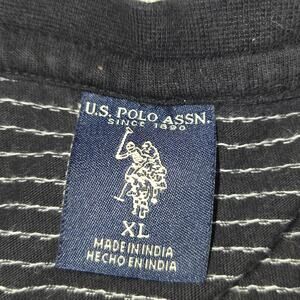 U.S. POLO ASSN.
SINCE 1890
XL
MADE IN INDIA
HECHO EN INDIA